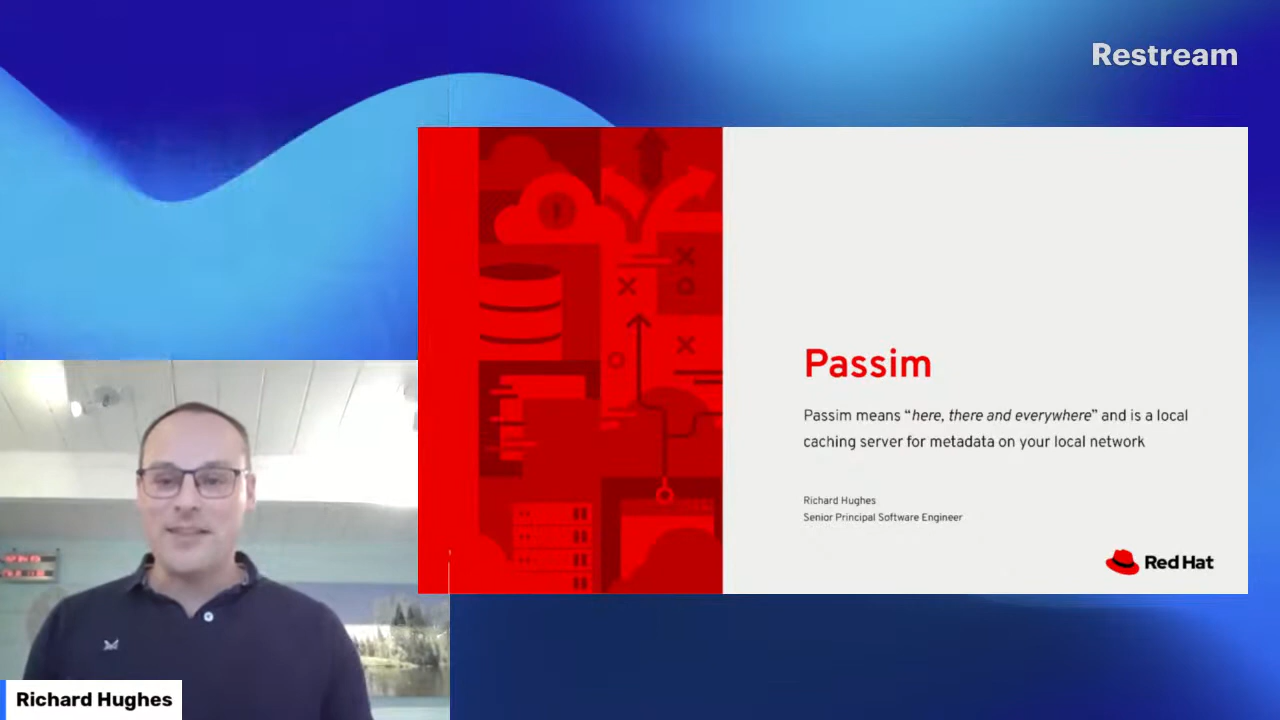 Restream
Passim
Passim means “here, there and everywhere” and is a local
caching server for metadata on your local network
Richard Hughes
Senior Principal Software Engineer
Red Hat
Richard Hughes